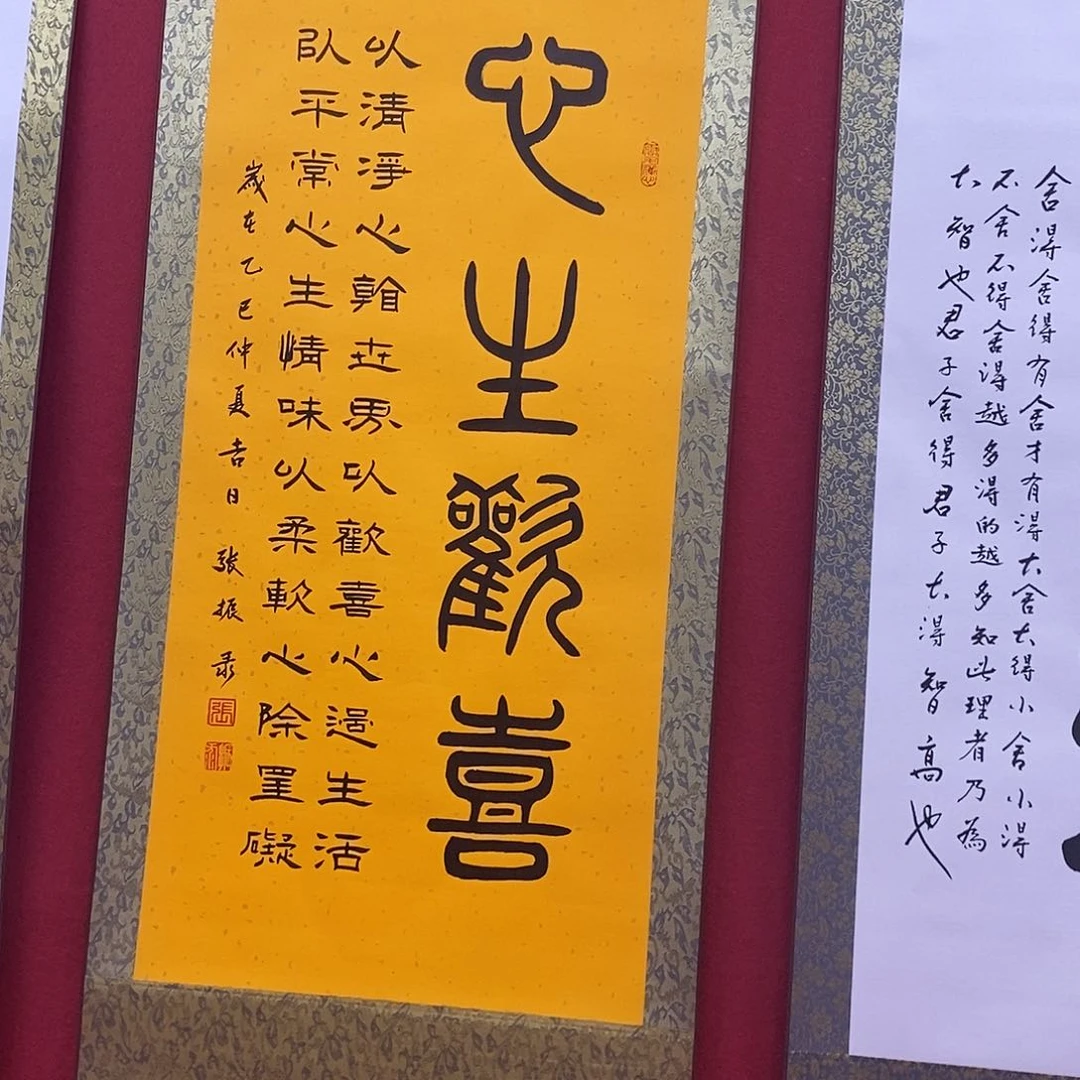 心生歡喜
以清淨心看世界以歡喜心過生活
以平常心生情味以柔軟心除罣礙
歲在乙巳仲夏吉日 張振录
張
舍得舍得有舍才有得大舍大得小舍小得
不舍不得舍得越多得的越多知此理者乃為
大智也君子舍得君子大得智高也